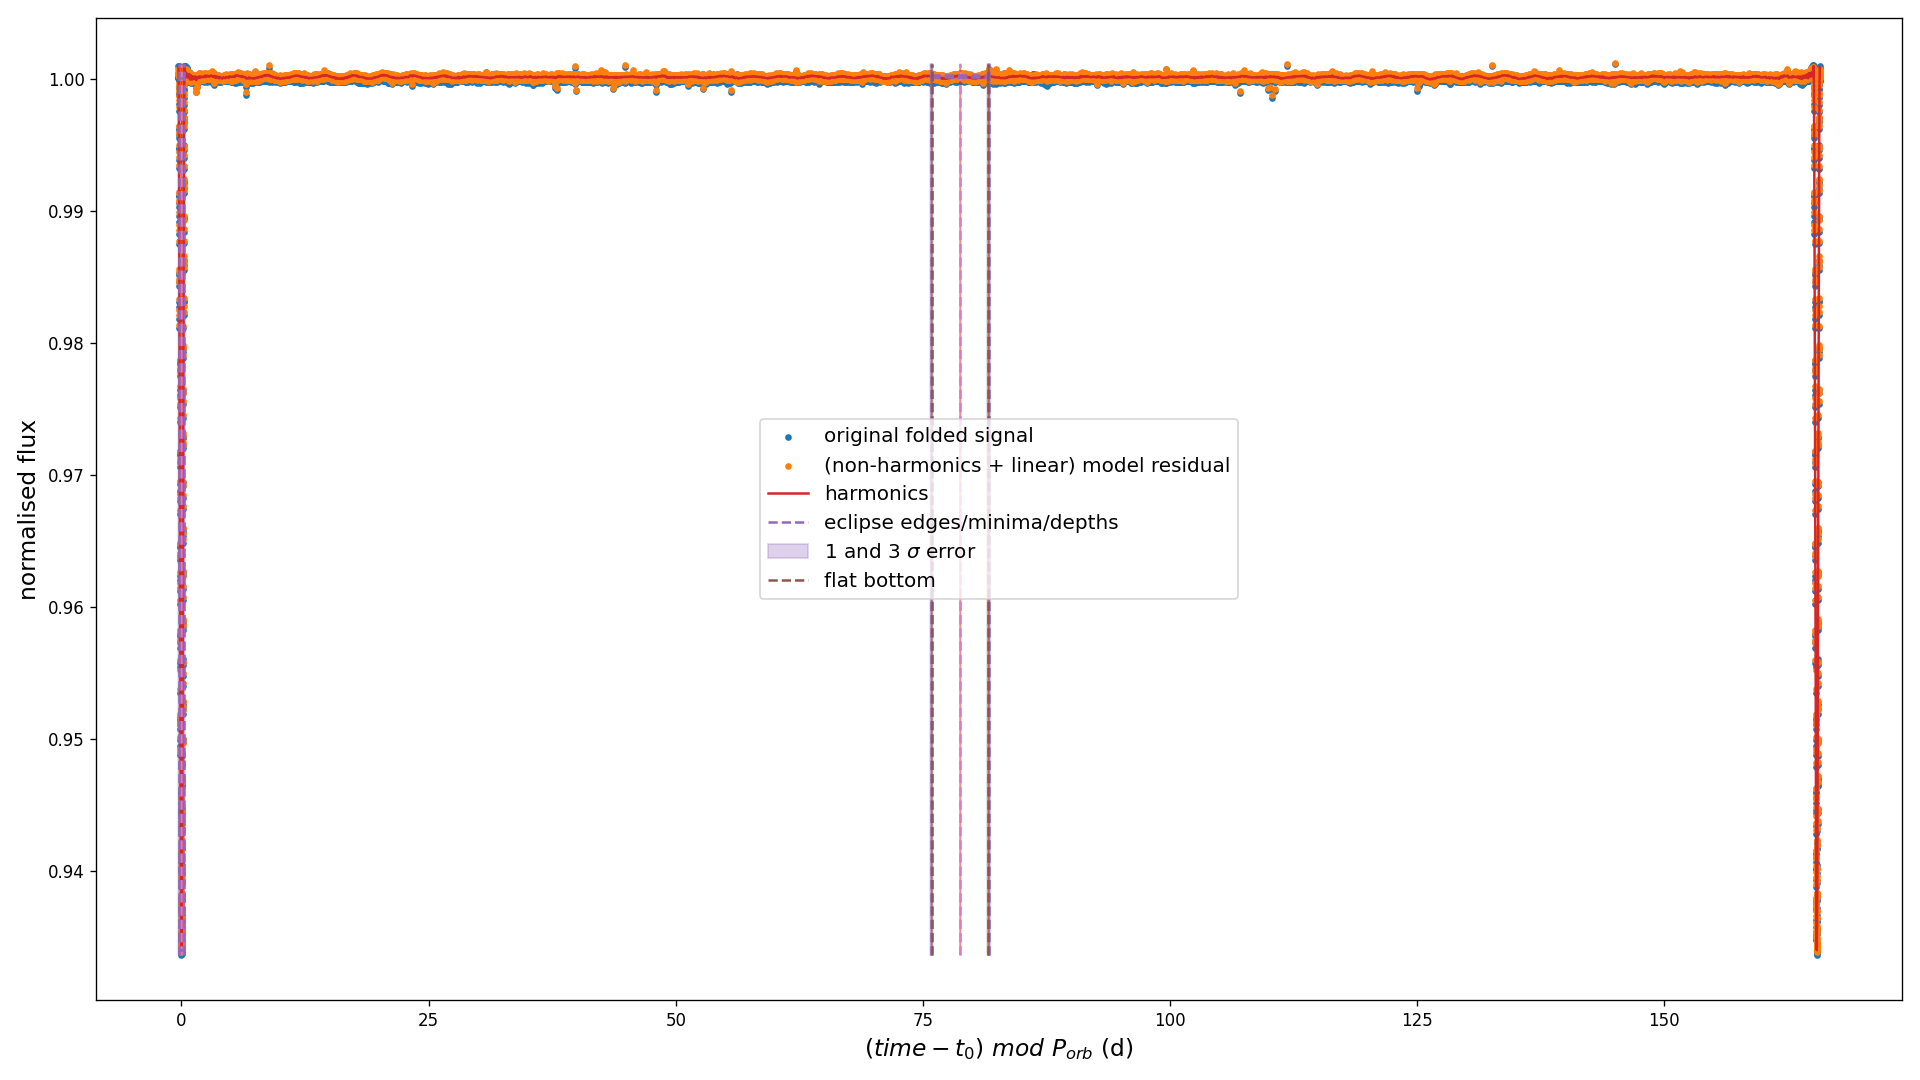 1.00
0.99
0.98
0.97
0.96
0.95
0.94
normalised flux
original folded signal
(non-harmonics + linear) model residual
harmonics
eclipse edges/minima/depths
1 and 3 σ error
flat bottom
0 25 50 75 100 125 150
(time − t₀) mod P_orb (d)